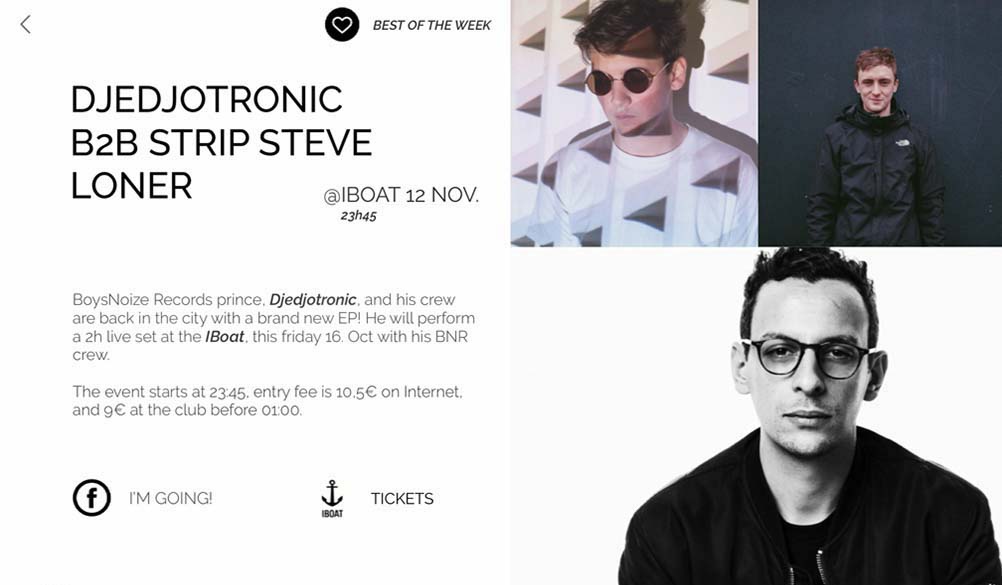 BEST OF THE WEEK
DJEDJOTRONIC
B2B STRIP STEVE
LONER
@IBOAT 12 NOV.
23h45
BoysNoize Records prince, Djedjotronic, and his crew
are back in the city with a brand new EP! He will perform
a 2h live set at the IBoat, this friday 16. Oct with his BNR
crew.
The event starts at 23:45, entry fee is 10,5€ on Internet,
and 9€ at the club before 01:00.
I'M GOING!
IBOAT
TICKETS
THE NORTH FACE